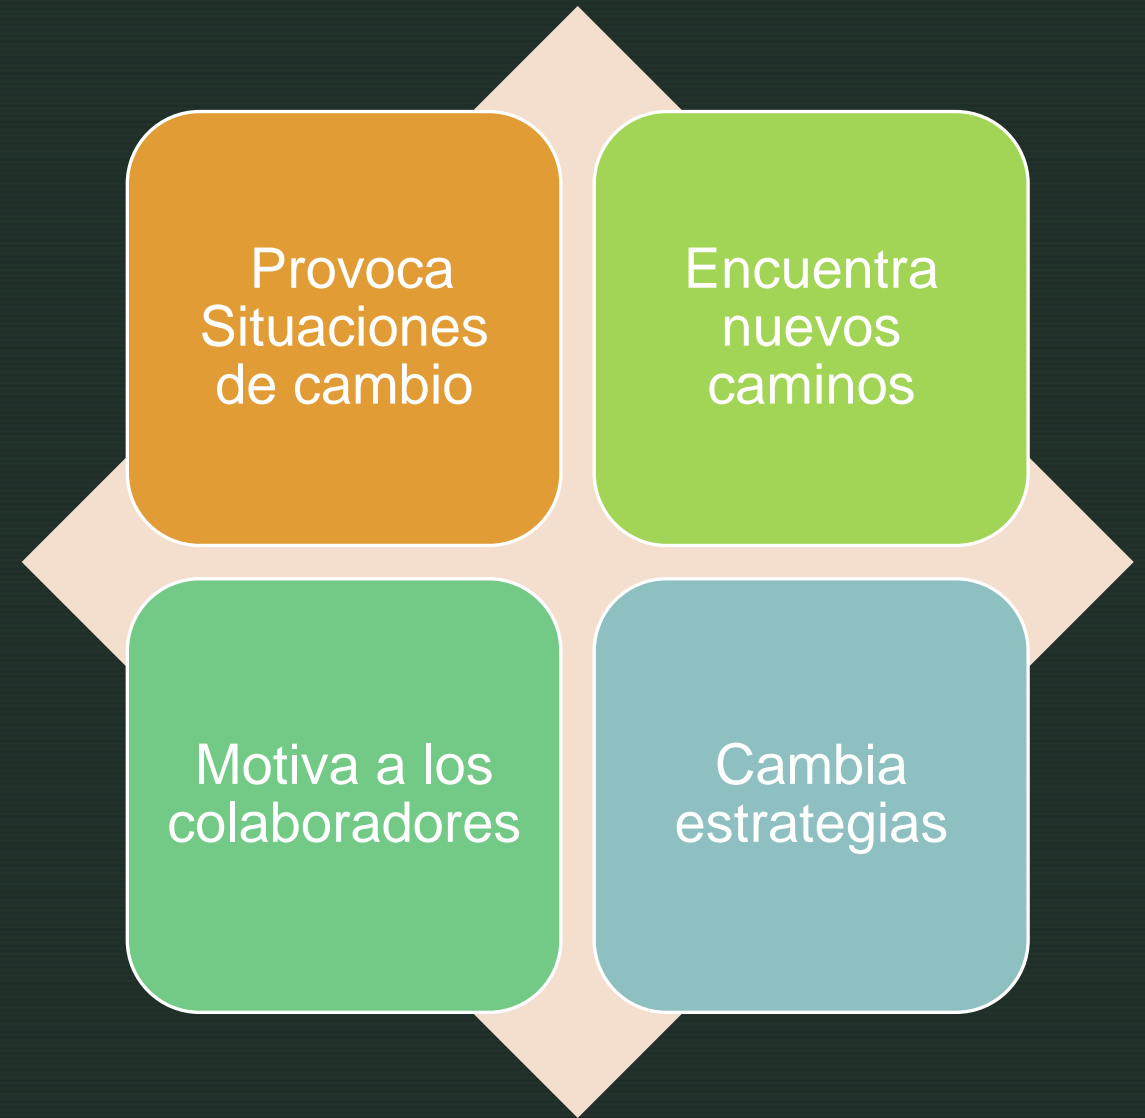 Provoca
Situaciones
de cambio
Encuentra
nuevos
caminos
Motiva a los
colaboradores
Cambia
estrategias